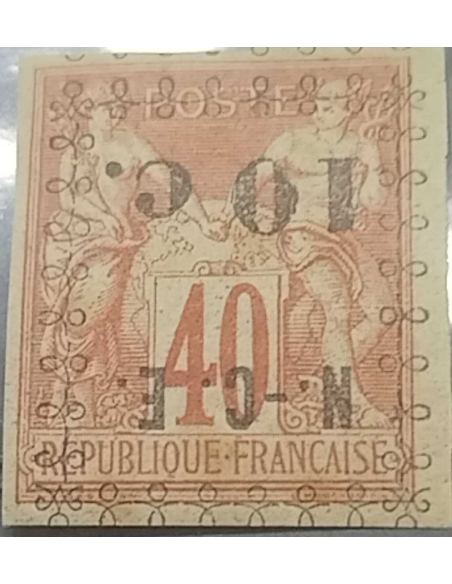 POSTES
40
REPUBLIQUE·FRANCAISE
N.-C.E.
10 c.